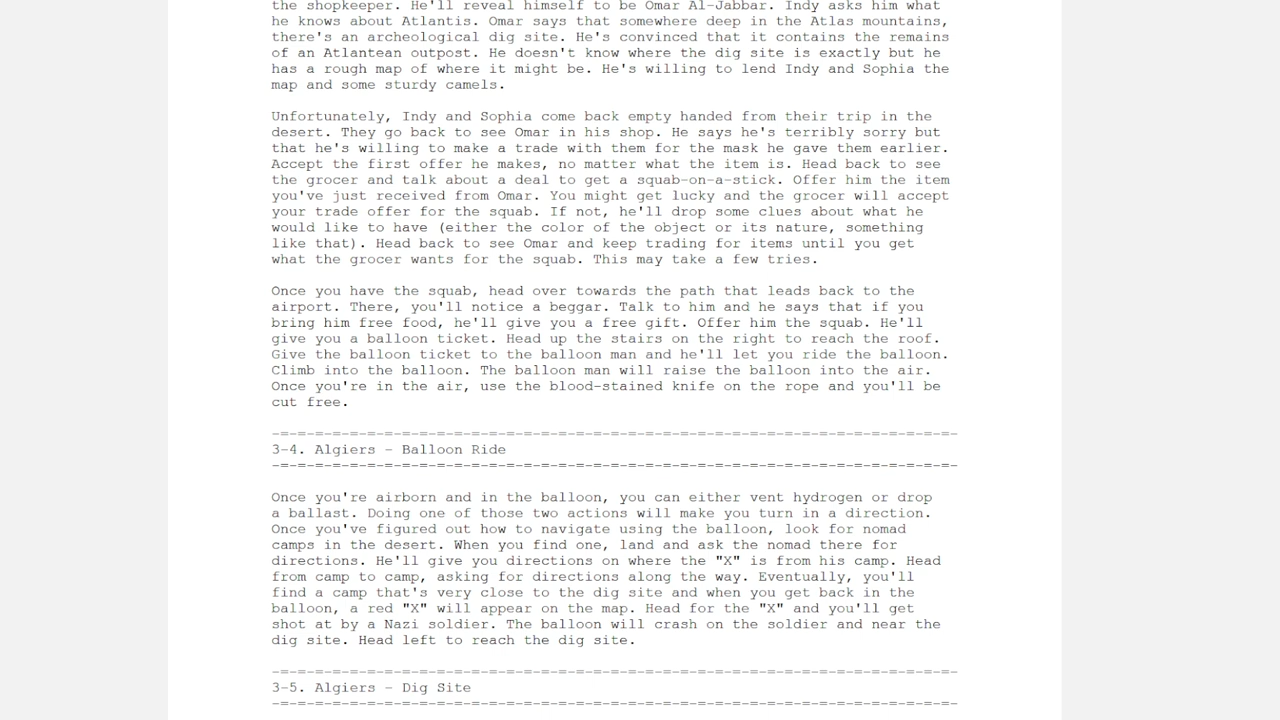 the shopkeeper. He'll reveal himself to be Omar Al-Jabbar. Indy asks him what
he knows about Atlantis. Omar says that somewhere deep in the Atlas mountains,
there's an archeological dig site. He's convinced that it contains the remains
of an Atlantean outpost. He doesn't know where the dig site is exactly but he
has a rough map of where it might be. He's willing to lend Indy and Sophia the
map and some sturdy camels.
Unfortunately, Indy and Sophia come back empty handed from their trip in the
desert. They go back to see Omar in his shop. He says he's terribly sorry but
that he's willing to make a trade with them for the mask he gave them earlier.
Accept the first offer he makes, no matter what the item is. Head back to see
the grocer and talk about a deal to get a squab-on-a-stick. Offer him the item
you've just received from Omar. You might get lucky and the grocer will accept
your trade offer for the squab. If not, he'll drop some clues about what he
would like to have (either the color of the object or its nature, something
like that). Head back to see Omar and keep trading for items until you get
what the grocer wants for the squab. This may take a few tries.
Once you have the squab, head over towards the path that leads back to the
airport. There, you'll notice a beggar. Talk to him and he says that if you
bring him free food, he'll give you a free gift. Offer him the squab. He'll
give you a balloon ticket. Head up the stairs on the right to reach the roof.
Give the balloon ticket to the balloon man and he'll let you ride the balloon.
Climb into the balloon. The balloon man will raise the balloon into the air.
Once you're in the air, use the blood-stained knife on the rope and you'll be
cut free.
-=-=-=-=-=-=-=-=-=-=-=-=-=-=-=-=-=-=-=-=-=-=-=-=-=-=-=-=-=-=-=-=-=-=-=-=-=-=-
3-4. Algiers - Balloon Ride
-=-=-=-=-=-=-=-=-=-=-=-=-=-=-=-=-=-=-=-=-=-=-=-=-=-=-=-=-=-=-=-=-=-=-=-=-=-=-
Once you're airborn and in the balloon, you can either vent hydrogen or drop
a ballast. Doing one of those two actions will make you turn in a direction.
Once you've figured out how to navigate using the balloon, look for nomad
camps in the desert. When you find one, land and ask the nomad there for
directions. He'll give you directions on where the "X" is from his camp. Head
from camp to camp, asking for directions along the way. Eventually, you'll
find a camp that's very close to the dig site and when you get back in the
balloon, a red "X" will appear on the map. Head for the "X" and you'll get
shot at by a Nazi soldier. The balloon will crash on the soldier and near the
dig site. Head left to reach the dig site.
-=-=-=-=-=-=-=-=-=-=-=-=-=-=-=-=-=-=-=-=-=-=-=-=-=-=-=-=-=-=-=-=-=-=-=-=-=-=-
3-5. Algiers - Dig Site
-=-=-=-=-=-=-=-=-=-=-=-=-=-=-=-=-=-=-=-=-=-=-=-=-=-=-=-=-=-=-=-=-=-=-=-=-=-=-